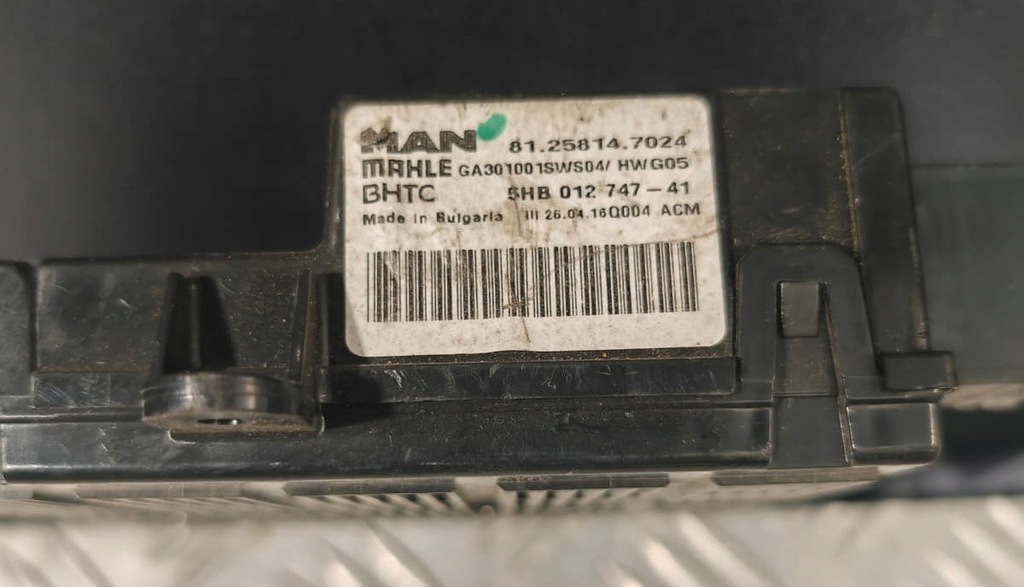 MAN 81.25814.7024
MAHLE GA301001SWS04/ HWG05
BHTC 5HB 012 747-41
Made in Bulgaria III 26.04.16Q004 ACM